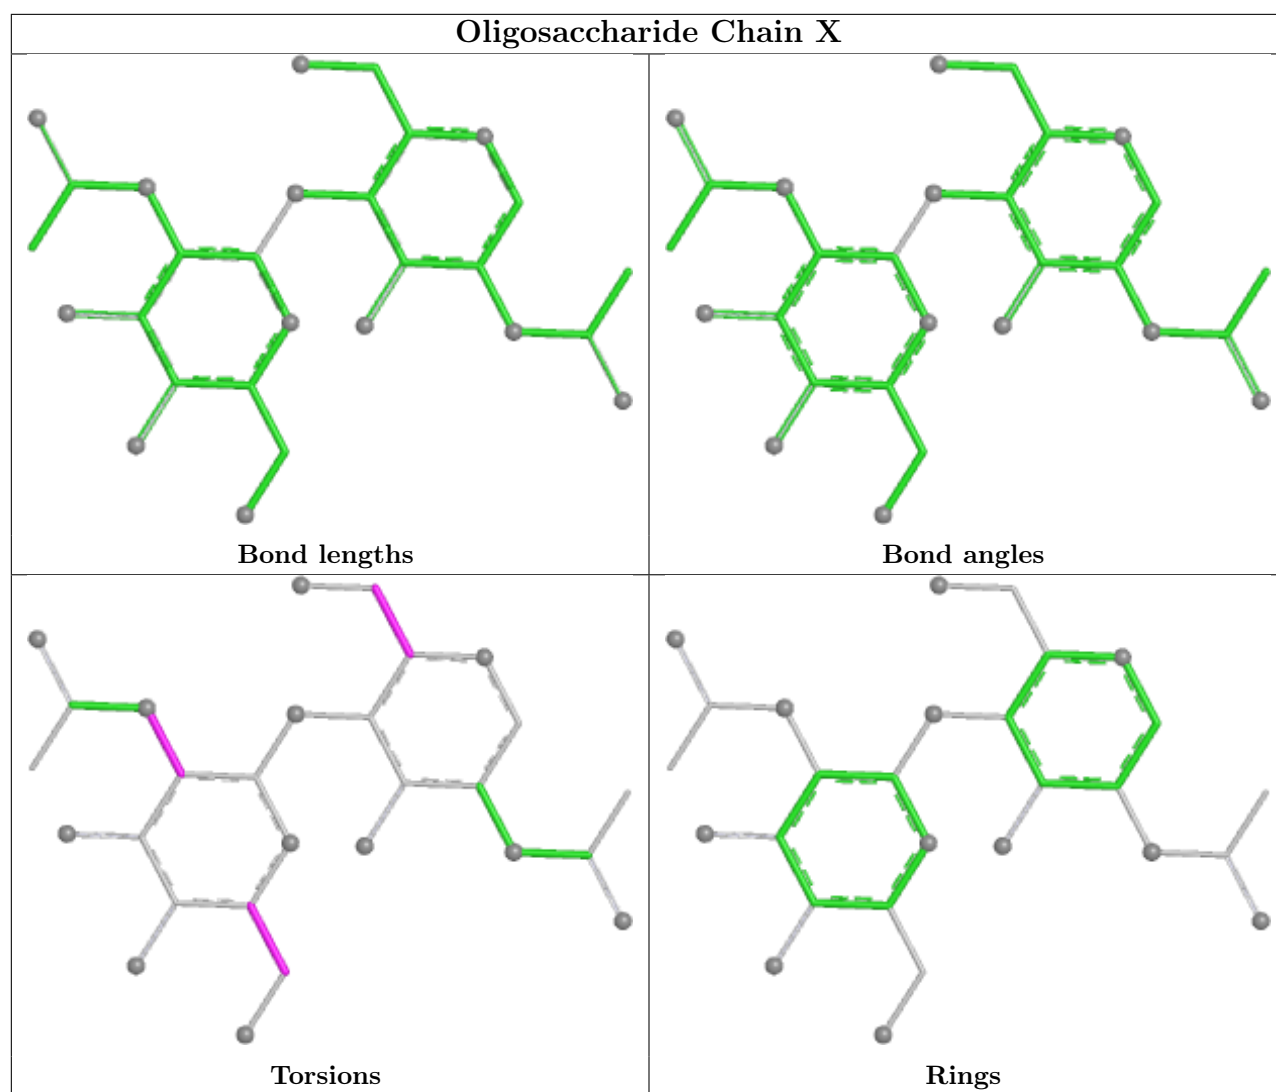 Oligosaccharide Chain X
Bond lengths
Bond angles
Torsions
Rings